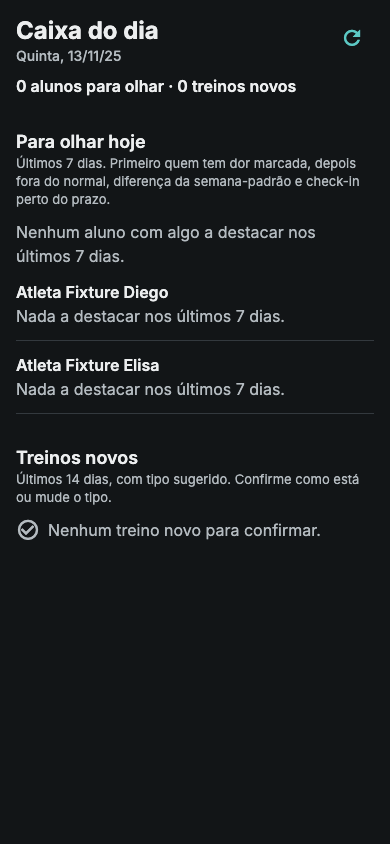 Caixa do dia
Quinta, 13/11/25
0 alunos para olhar · 0 treinos novos
Para olhar hoje
Últimos 7 dias. Primeiro quem tem dor marcada, depois
fora do normal, diferença da semana-padrão e check-in
perto do prazo.
Nenhum aluno com algo a destacar nos
últimos 7 dias.
Atleta Fixture Diego
Nada a destacar nos últimos 7 dias.
Atleta Fixture Elisa
Nada a destacar nos últimos 7 dias.
Treinos novos
Últimos 14 dias, com tipo sugerido. Confirme como está
ou mude o tipo.
Nenhum treino novo para confirmar.